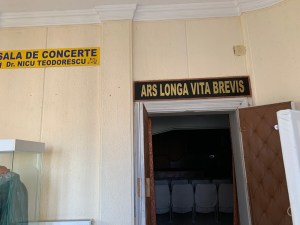 SALA DE CONCERTE
Dr. NICU TEODORESCU
ARS LONGA VITA BREVIS